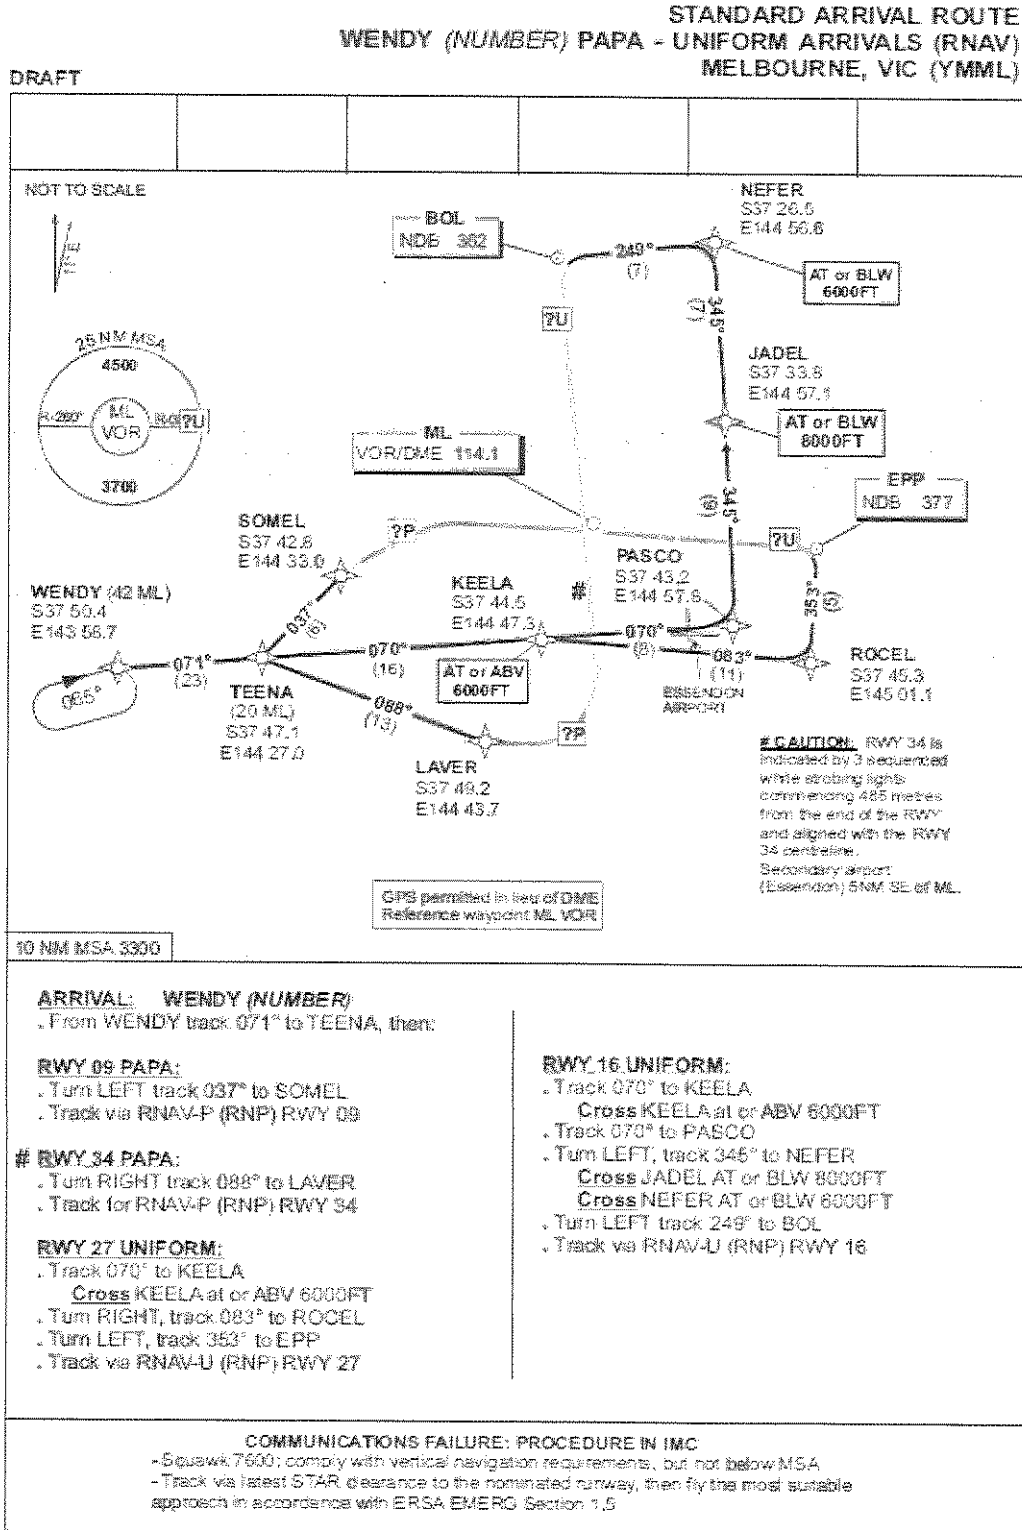 STANDARD ARRIVAL ROUTE
WENDY (NUMBER) PAPA - UNIFORM ARRIVALS (RNAV)
MELBOURNE, VIC (YMML)
DRAFT
NOT TO SCALE
11°E
25 NM MSA
4500
R-280°
ML
VOR
?U
3700
BOL
NDB 362
NEFER
S37 26.5
E144 56.6
249°
(7)
AT or BLW
6000FT
?U
345°
(7)
JADEL
S37 33.8
E144 57.1
AT or BLW
8000FT
ML
VOR/DME 114.1
345°
(9)
EPP
NDB 377
SOMEL
S37 42.6
E144 33.0
?P
?U
PASCO
S37 43.2
E144 57.6
WENDY (42 ML)
S37 50.4
E143 56.7
037°
(6)
KEELA
S37 44.5
E144 47.3
#
353°
(5)
071°
(23)
070°
(16)
070°
(8)
083°
(11)
065°
AT or ABV
6000FT
ROCEL
S37 45.3
E145 01.1
TEENA
(20 ML)
S37 47.1
E144 27.0
088°
(13)
ESSENDON
AIRPORT
?P
LAVER
S37 49.2
E144 43.7
# CAUTION: RWY 34 is
indicated by 3 sequenced
white strobing lights
commencing 485 metres
from the end of the RWY
and aligned with the RWY
34 centreline.
Secondary airport
(Essendon) 5NM SE of ML.
GPS permitted in lieu of DME
Reference waypoint ML VOR
10 NM MSA 3300
ARRIVAL: WENDY (NUMBER)
. From WENDY track 071° to TEENA, then:
RWY 09 PAPA:
. Turn LEFT track 037° to SOMEL
. Track via RNAV-P (RNP) RWY 09
# RWY 34 PAPA:
. Turn RIGHT track 088° to LAVER
. Track for RNAV-P (RNP) RWY 34
RWY 27 UNIFORM:
. Track 070° to KEELA
Cross KEELA at or ABV 6000FT
. Turn RIGHT, track 083° to ROCEL
. Turn LEFT, track 353° to EPP
. Track via RNAV-U (RNP) RWY 27
RWY 16 UNIFORM:
. Track 070° to KEELA
Cross KEELA at or ABV 6000FT
. Track 070° to PASCO
. Turn LEFT, track 345° to NEFER
Cross JADEL AT or BLW 8000FT
Cross NEFER AT or BLW 6000FT
. Turn LEFT track 249° to BOL
. Track via RNAV-U (RNP) RWY 16
COMMUNICATIONS FAILURE: PROCEDURE IN IMC
- Squawk 7600; comply with vertical navigation requirements, but not below MSA
- Track via latest STAR clearance to the nominated runway, then fly the most suitable
approach in accordance with ERSA EMERG Section 1.5